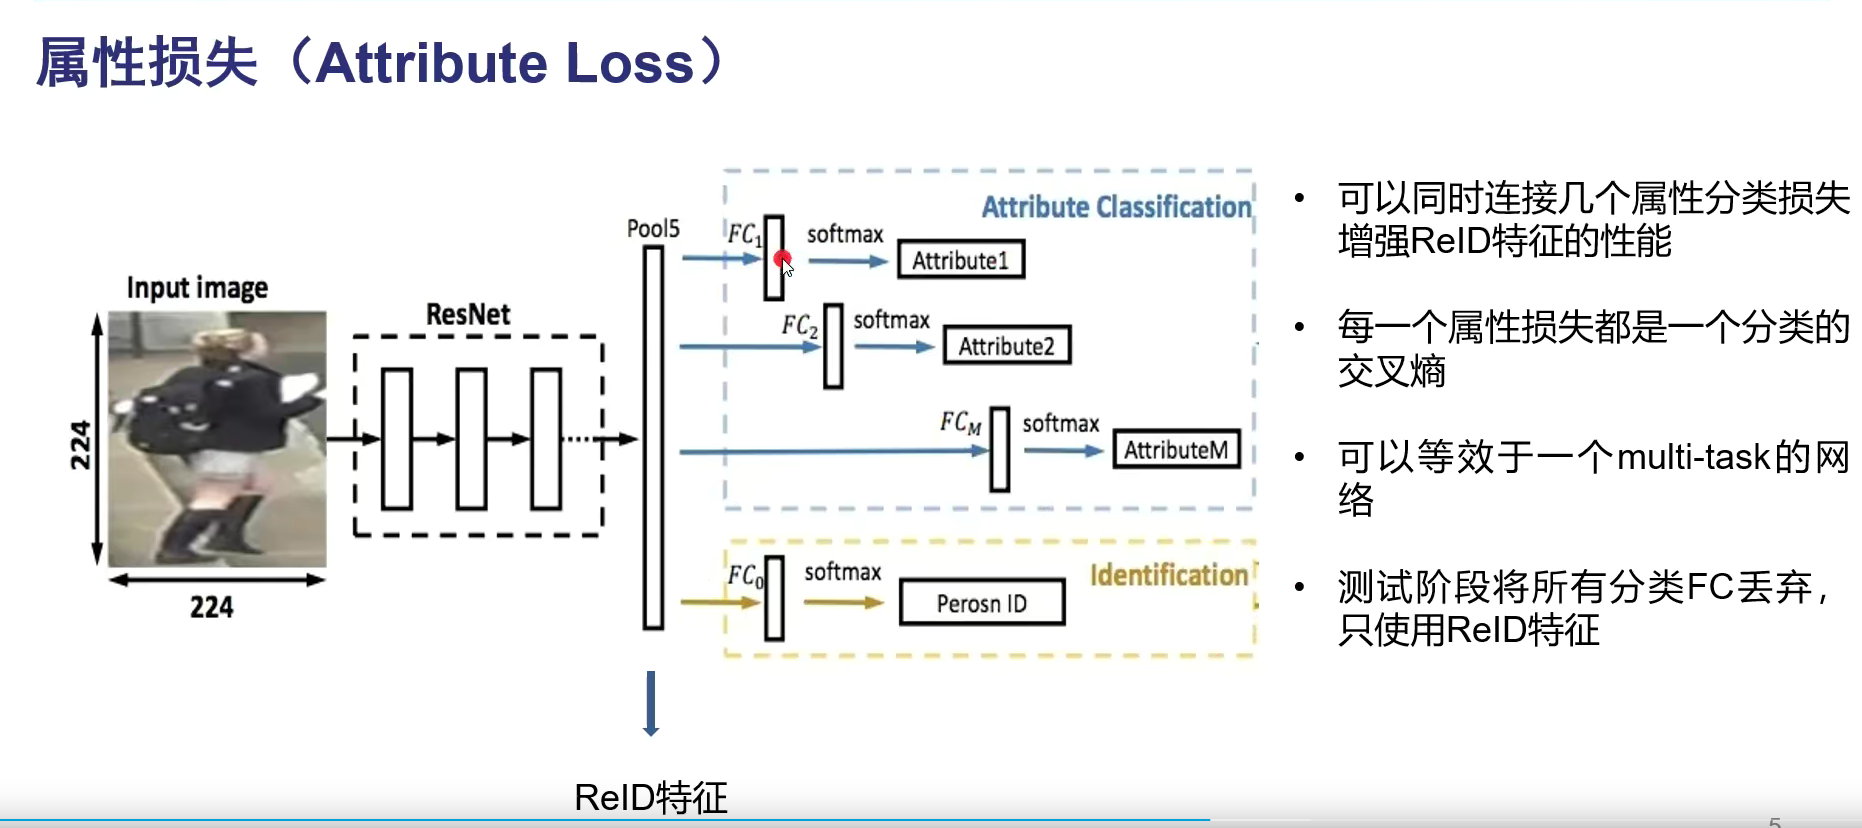 属性损失（Attribute Loss）
Input image
224
224
ResNet
Pool5
Attribute Classification
FC1
softmax
Attribute1
FC2
softmax
Attribute2
FCM
softmax
AttributeM
Identification
FC0
softmax
Perosn ID
ReID特征
• 可以同时连接几个属性分类损失
增强ReID特征的性能
• 每一个属性损失都是一个分类的
交叉熵
• 可以等效于一个multi-task的网
络
• 测试阶段将所有分类FC丢弃，
只使用ReID特征
5